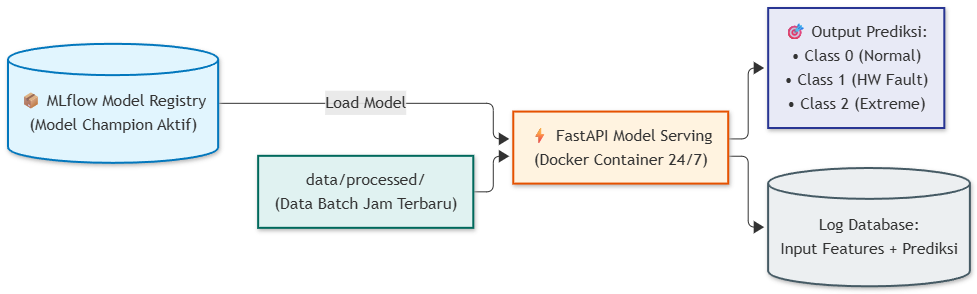 📦 MLflow Model Registry
(Model Champion Aktif)
Load Model
data/processed/
(Data Batch Jam Terbaru)
⚡ FastAPI Model Serving
(Docker Container 24/7)
🎯 Output Prediksi:
• Class 0 (Normal)
• Class 1 (HW Fault)
• Class 2 (Extreme)
Log Database:
Input Features + Prediksi